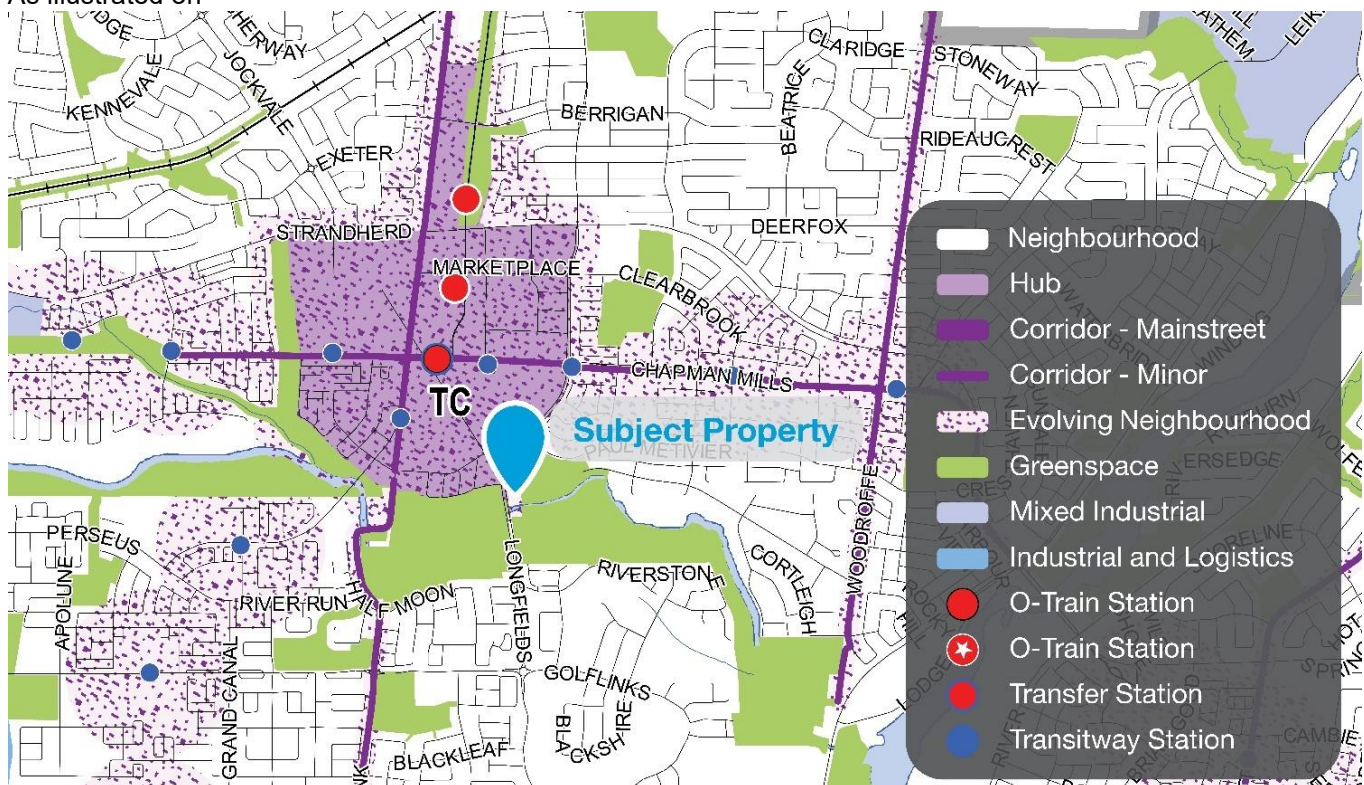 As illustrated on
KENNEVALE
JOCKVALE
EXETER
BERRIGAN
BEATRICE
CLARIDGE
STONEWAY
RIDEAUCREST
DEERFOX
STRANDHERD
MARKETPLACE
CLEARBROOK
CHAPMAN MILLS
TC
Subject Property
PAUL METIVIER
WOODROFFE
PERSEUS
APOLUNE
RIVER RUN
HALF MOON
LONGFIELDS
RIVERSTONE
CORTLEIGH
GRAND CANAL
GOLFLINKS
BLACKSHIRE
BLACKLEAF
Neighbourhood
Hub
Corridor - Mainstreet
Corridor - Minor
Evolving Neighbourhood
Greenspace
Mixed Industrial
Industrial and Logistics
O-Train Station
O-Train Station
Transfer Station
Transitway Station